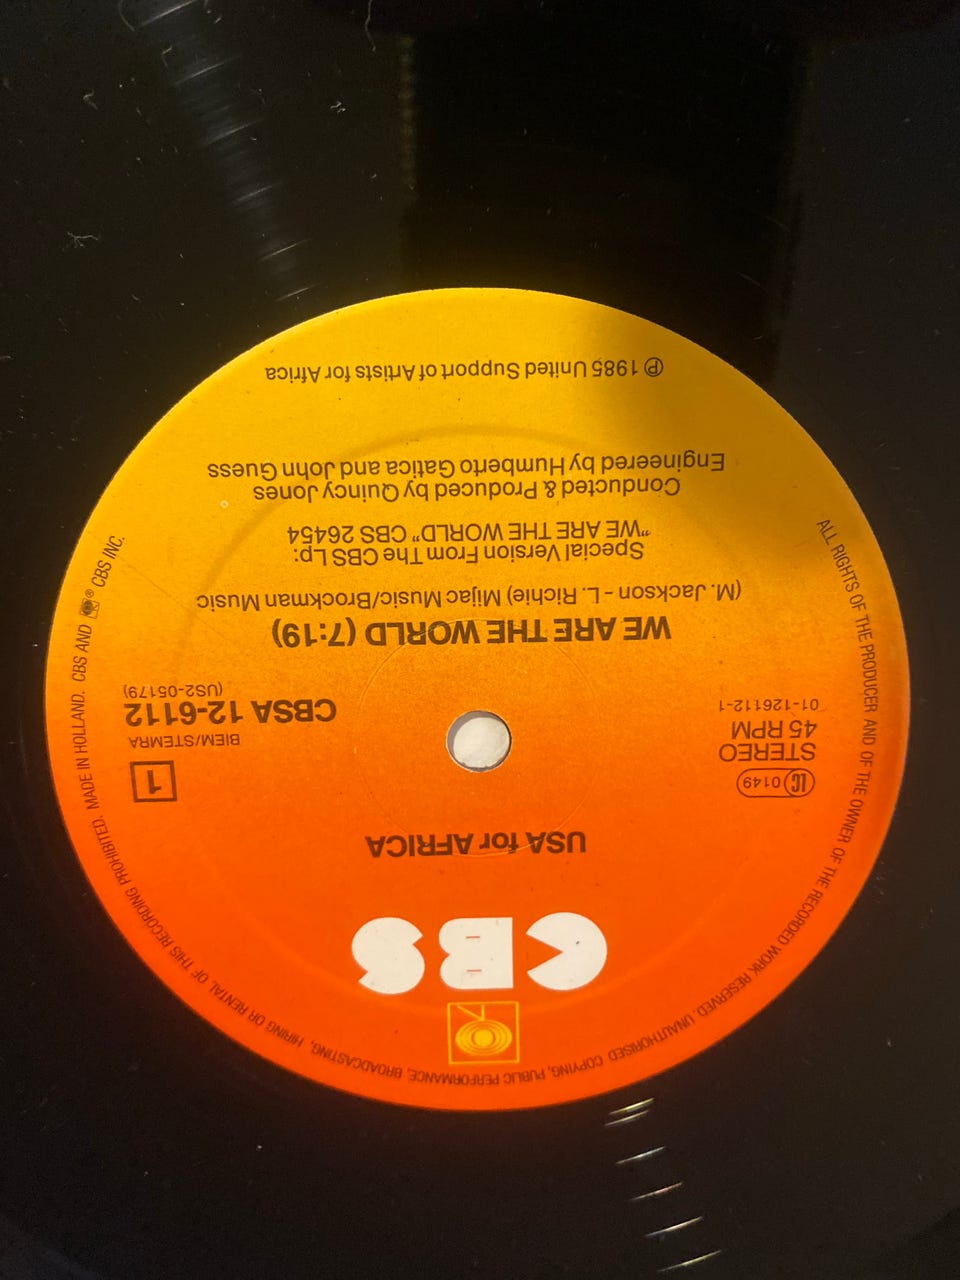 CBS
USA for AFRICA
LC 0149
STEREO
45 RPM
01-126112-1
1
BIEM/STEMRA
CBSA 12-6112
(US2-05179)
WE ARE THE WORLD (7:19)
(M. Jackson - L. Richie) Mijac Music/Brockman Music
Special Version From The CBS Lp:
"WE ARE THE WORLD" CBS 26454
Conducted & Produced by Quincy Jones
Engineered by Humberto Gatica and John Guess
℗ 1985 United Support of Artists for Africa
ALL RIGHTS OF THE PRODUCER AND OF THE OWNER OF THE RECORDED WORK RESERVED. UNAUTHORISED COPYING, PUBLIC PERFORMANCE, BROADCASTING, HIRING OR RENTAL OF THIS RECORDING PROHIBITED. MADE IN HOLLAND. CBS AND ® CBS INC.